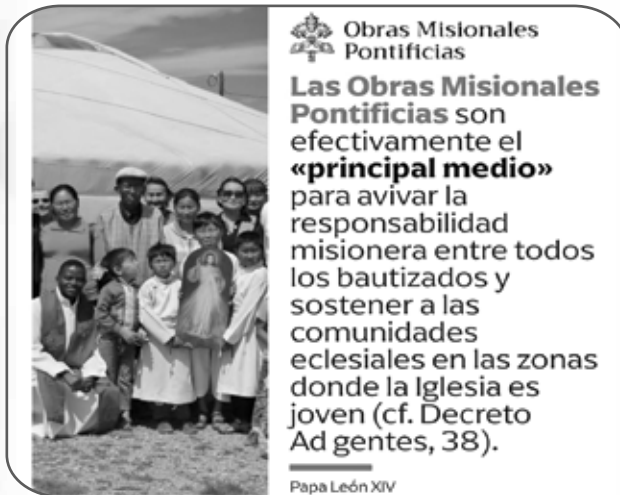 Obras Misionales
Pontificias
Las Obras Misionales
Pontificias son
efectivamente el
«principal medio»
para avivar la
responsabilidad
misionera entre todos
los bautizados y
sostener a las
comunidades
eclesiales en las zonas
donde la Iglesia es
joven (cf. Decreto
Ad gentes, 38).
Papa León XIV